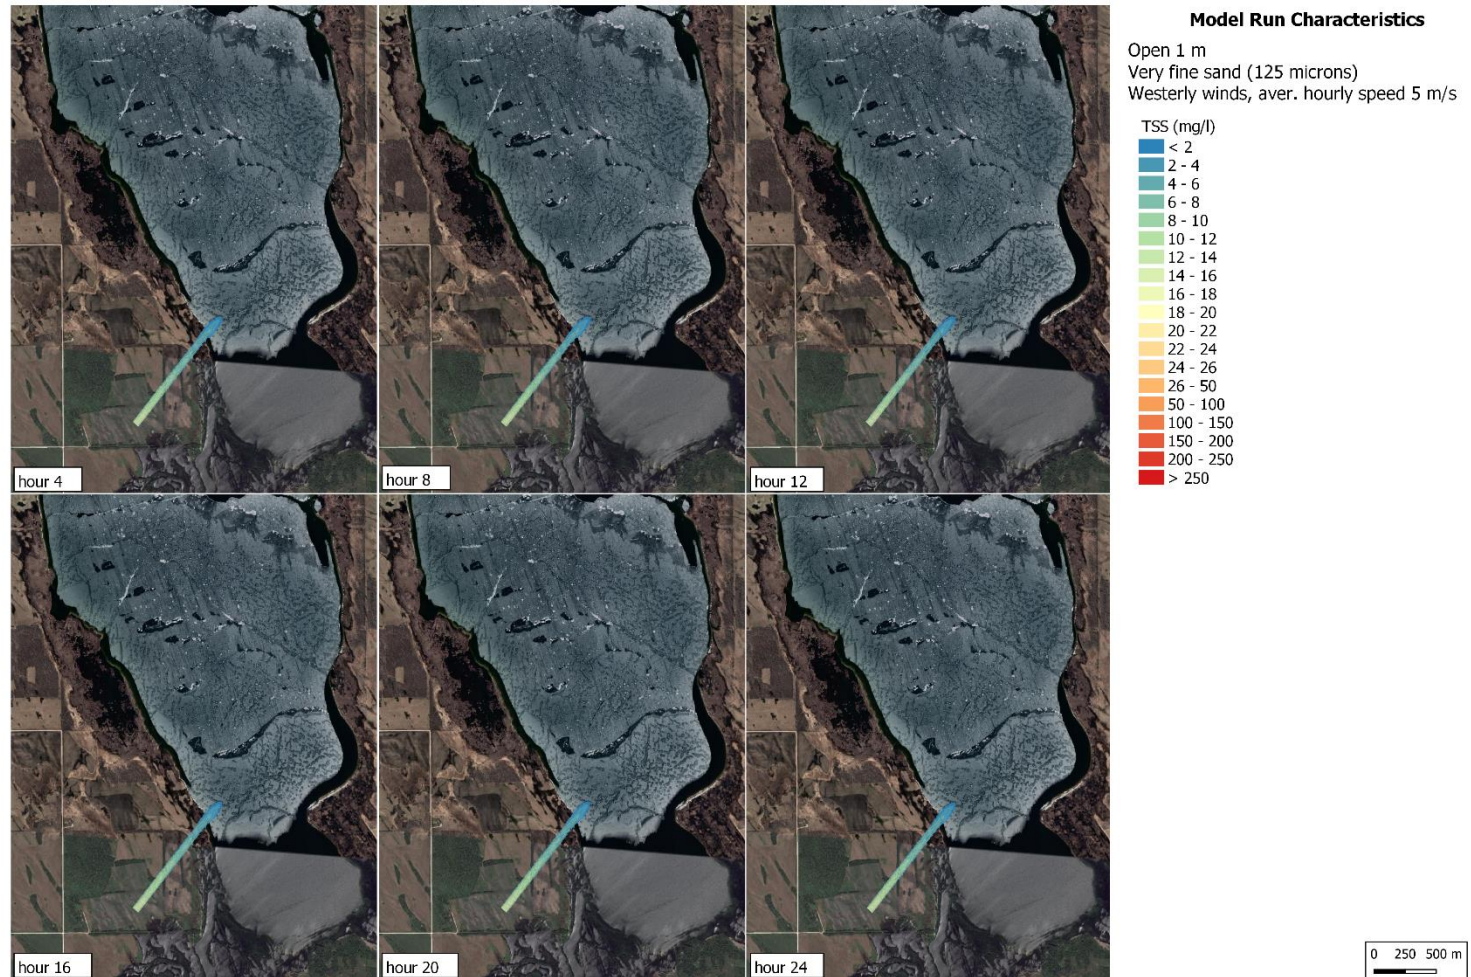 Model Run Characteristics
Open 1 m
Very fine sand (125 microns)
Westerly winds, aver. hourly speed 5 m/s
TSS (mg/l)
< 2
2 - 4
4 - 6
6 - 8
8 - 10
10 - 12
12 - 14
14 - 16
16 - 18
18 - 20
20 - 22
22 - 24
24 - 26
26 - 50
50 - 100
100 - 150
150 - 200
200 - 250
> 250
hour 4
hour 8
hour 12
hour 16
hour 20
hour 24
0 250 500 m